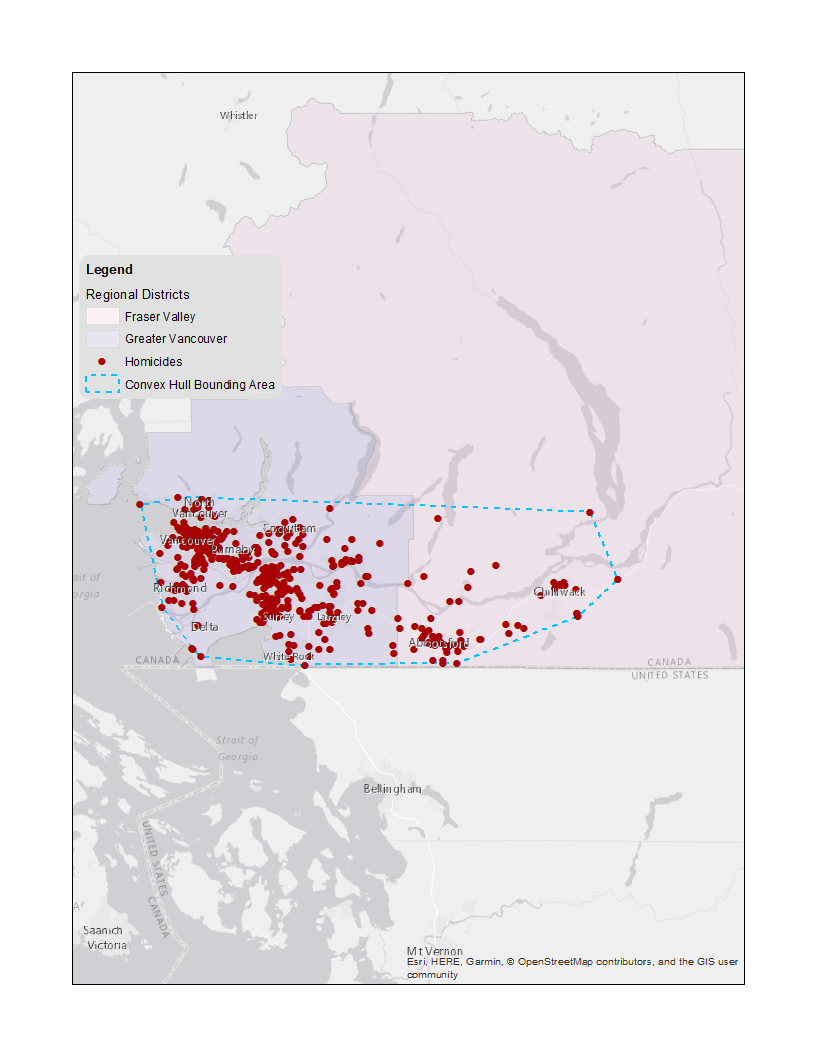 Whistler
Legend
Regional Districts
Fraser Valley
Greater Vancouver
Homicides
Convex Hull Bounding Area
North
Vancouver
Coquitlam
Vancouver
Burnaby
ait of
orgia
Richmond
Chilliwack
Surrey
Langley
Delta
Abbotsford
White Rock
CANADA
CANADA
UNITED STATES
Strait of
Georgia
Bellingham
UNITED STATES
CANADA
A'
Saanich
Victoria
Mt Vernon
Esri, HERE, Garmin, © OpenStreetMap contributors, and the GIS user
community